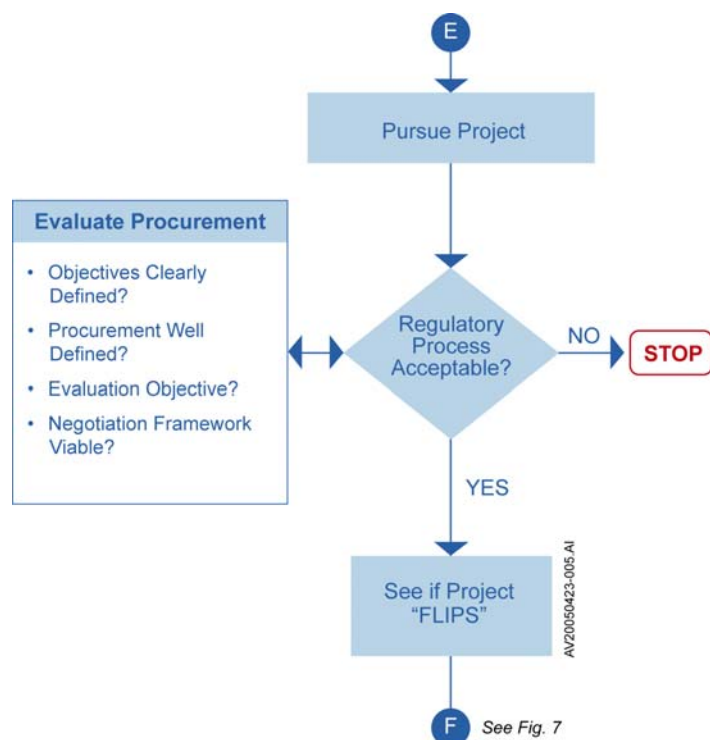 E
Pursue Project
Evaluate Procurement
• Objectives Clearly
Defined?
• Procurement Well
Defined?
• Evaluation Objective?
• Negotiation Framework
Viable?
Regulatory
Process
Acceptable?
NO
STOP
YES
See if Project
“FLIPS”
AV20050423-005.AI
F
See Fig. 7